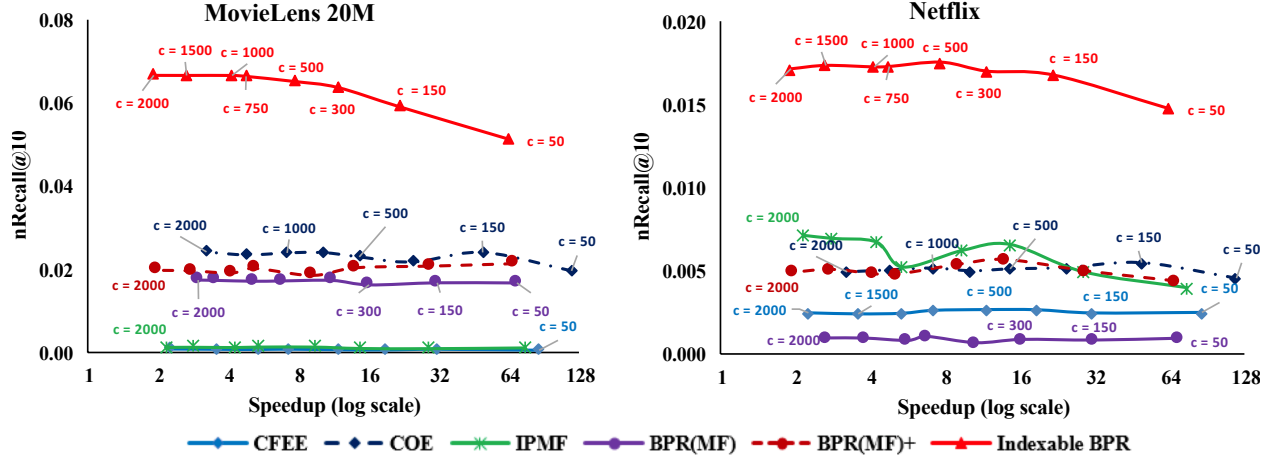 MovieLens 20M
nRecall@10
0.08
0.06
0.04
0.02
0.00
c = 1500
c = 1000
c = 500
c = 150
c = 2000
c = 750
c = 300
c = 50
c = 2000
c = 1000
c = 500
c = 150
c = 50
c = 2000
c = 2000
c = 300
c = 150
c = 50
c = 2000
c = 50
1 2 4 8 16 32 64 128
Speedup (log scale)
Netflix
nRecall@10
0.020
0.015
0.010
0.005
0.000
c = 1500
c = 1000
c = 500
c = 150
c = 2000
c = 750
c = 300
c = 50
c = 2000
c = 2000
c = 1000
c = 500
c = 150
c = 50
c = 2000
c = 2000
c = 1500
c = 500
c = 150
c = 50
c = 2000
c = 300
c = 150
c = 50
1 2 4 8 16 32 64 128
Speedup (log scale)
CFEE COE IPMF BPR(MF) BPR(MF)+ Indexable BPR